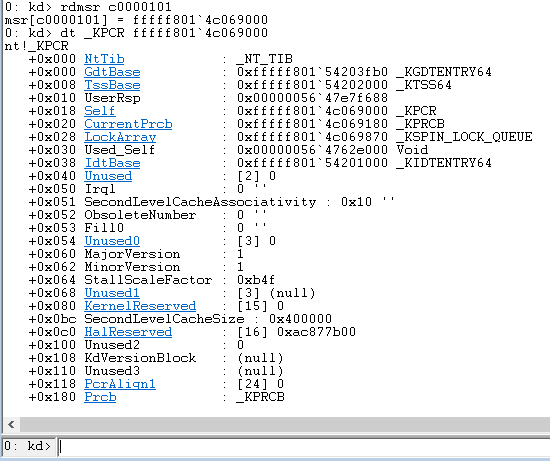 0: kd> rdmsr c0000101
msr[c0000101] = fffff801`4c069000
0: kd> dt _KPCR fffff801`4c069000
nt!_KPCR
+0x000 NtTib : _NT_TIB
+0x000 GdtBase : 0xfffff801`54203fb0 _KGDTENTRY64
+0x008 TssBase : 0xfffff801`54202000 _KTSS64
+0x010 UserRsp : 0x00000056`47e7f688
+0x018 Self : 0xfffff801`4c069000 _KPCR
+0x020 CurrentPrcb : 0xfffff801`4c069180 _KPRCB
+0x028 LockArray : 0xfffff801`4c069870 _KSPIN_LOCK_QUEUE
+0x030 Used_Self : 0x00000056`4762e000 Void
+0x038 IdtBase : 0xfffff801`54201000 _KIDTENTRY64
+0x040 Unused : [2] 0
+0x050 Irql : 0 ''
+0x051 SecondLevelCacheAssociativity : 0x10 ''
+0x052 ObsoleteNumber : 0 ''
+0x053 Fill0 : 0 ''
+0x054 Unused0 : [3] 0
+0x060 MajorVersion : 1
+0x062 MinorVersion : 1
+0x064 StallScaleFactor : 0xb4f
+0x068 Unused1 : [3] (null)
+0x080 KernelReserved : [15] 0
+0x0bc SecondLevelCacheSize : 0x400000
+0x0c0 HalReserved : [16] 0xac877b00
+0x100 Unused2 : 0
+0x108 KdVersionBlock : (null)
+0x110 Unused3 : (null)
+0x118 PcrAlign1 : [24] 0
+0x180 Prcb : _KPRCB
0: kd>